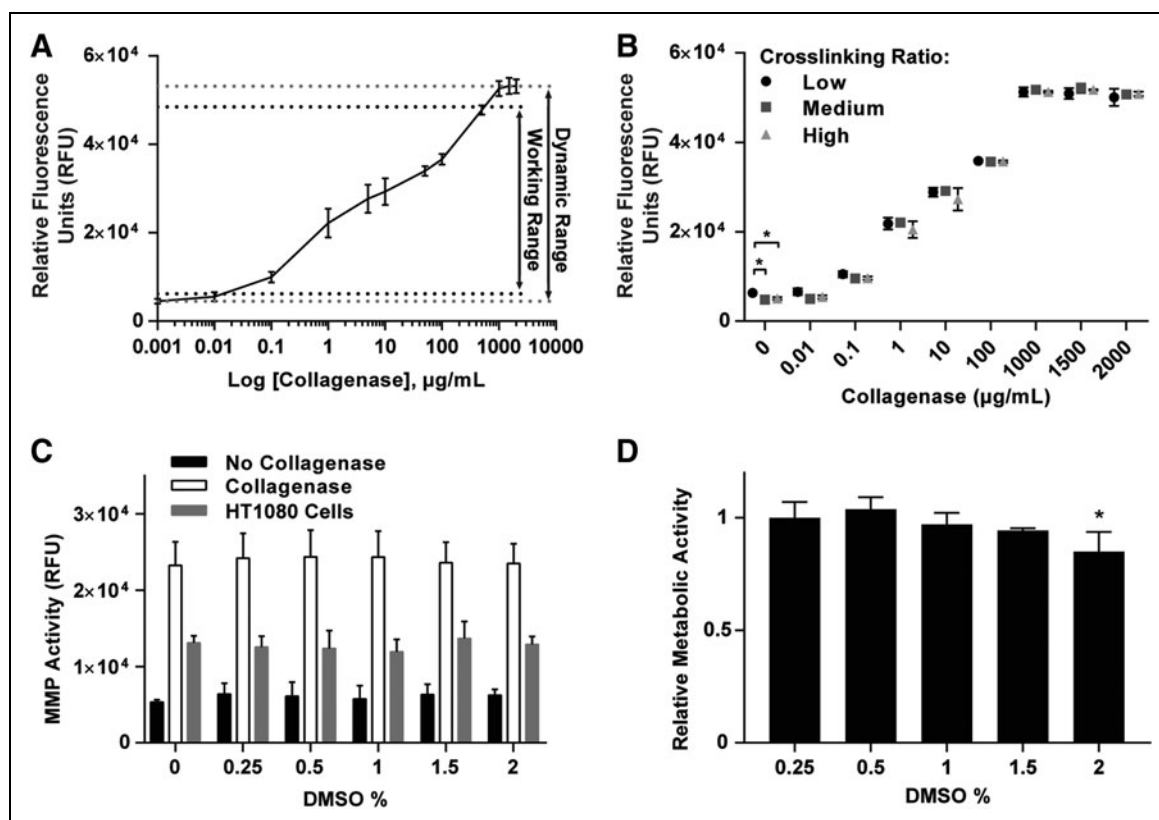 A
6×10⁴
4×10⁴
2×10⁴
0
Relative Fluorescence
Units (RFU)
Dynamic Range
Working Range
0.001 0.01 0.1 1 10 100 1000 10000
Log [Collagenase], µg/mL
B
Crosslinking Ratio:
Low
Medium
High
6×10⁴
4×10⁴
2×10⁴
0
Relative Fluorescence
Units (RFU)
*
*
0 0.01 0.1 1 10 100 1000 1500 2000
Collagenase (µg/mL)
C
No Collagenase
Collagenase
HT1080 Cells
3×10⁴
2×10⁴
1×10⁴
0
MMP Activity (RFU)
0 0.25 0.5 1 1.5 2
DMSO %
D
1
0.5
0
Relative Metabolic Activity
*
0.25 0.5 1 1.5 2
DMSO %